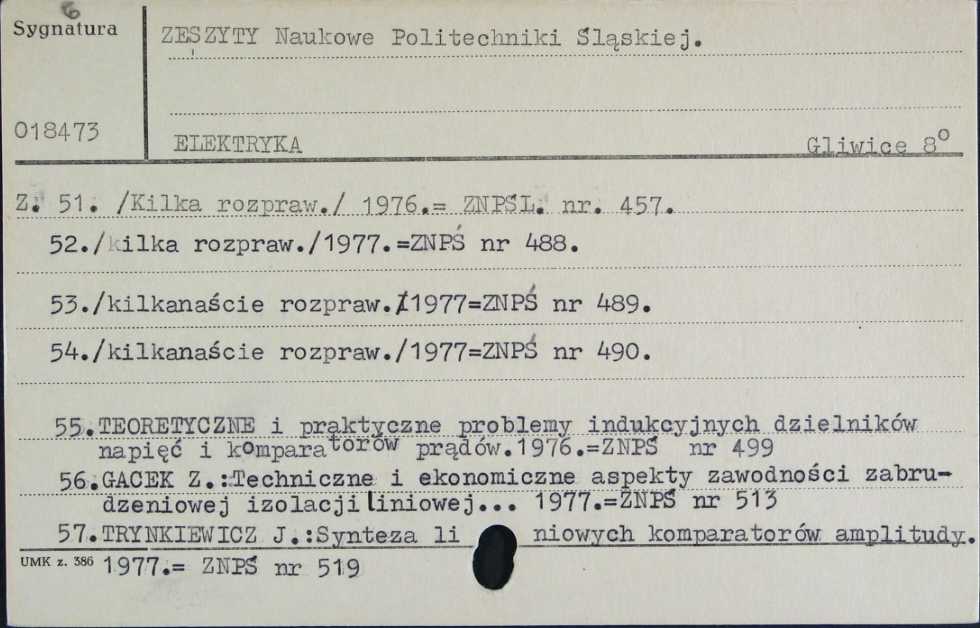 6
Sygnatura
ZESZYTY Naukowe Politechniki Śląskiej.
018473
ELEKTRYKA Gliwice 8°
Z. 51. /Kilka rozpraw./ 1976.= ZNPŚL. nr. 457.
52./kilka rozpraw./1977.=ZNPŚ nr 488.
53./kilkanaście rozpraw./1977=ZNPŚ nr 489.
54./kilkanaście rozpraw./1977=ZNPŚ nr 490.
55.TEORETYCZNE i praktyczne problemy indukcyjnych dzielników
napięć i komparatorów prądów.1976.=ZNPŚ nr 499
56.GACEK Z.:Techniczne i ekonomiczne aspekty zawodności zabru-
dzeniowej izolacji liniowej... 1977.=ZNPŚ nr 513
57.TRYNKIEWICZ J.:Synteza li niowych komparatorów amplitudy.
UMK z. 386 1977.= ZNPŚ nr 519